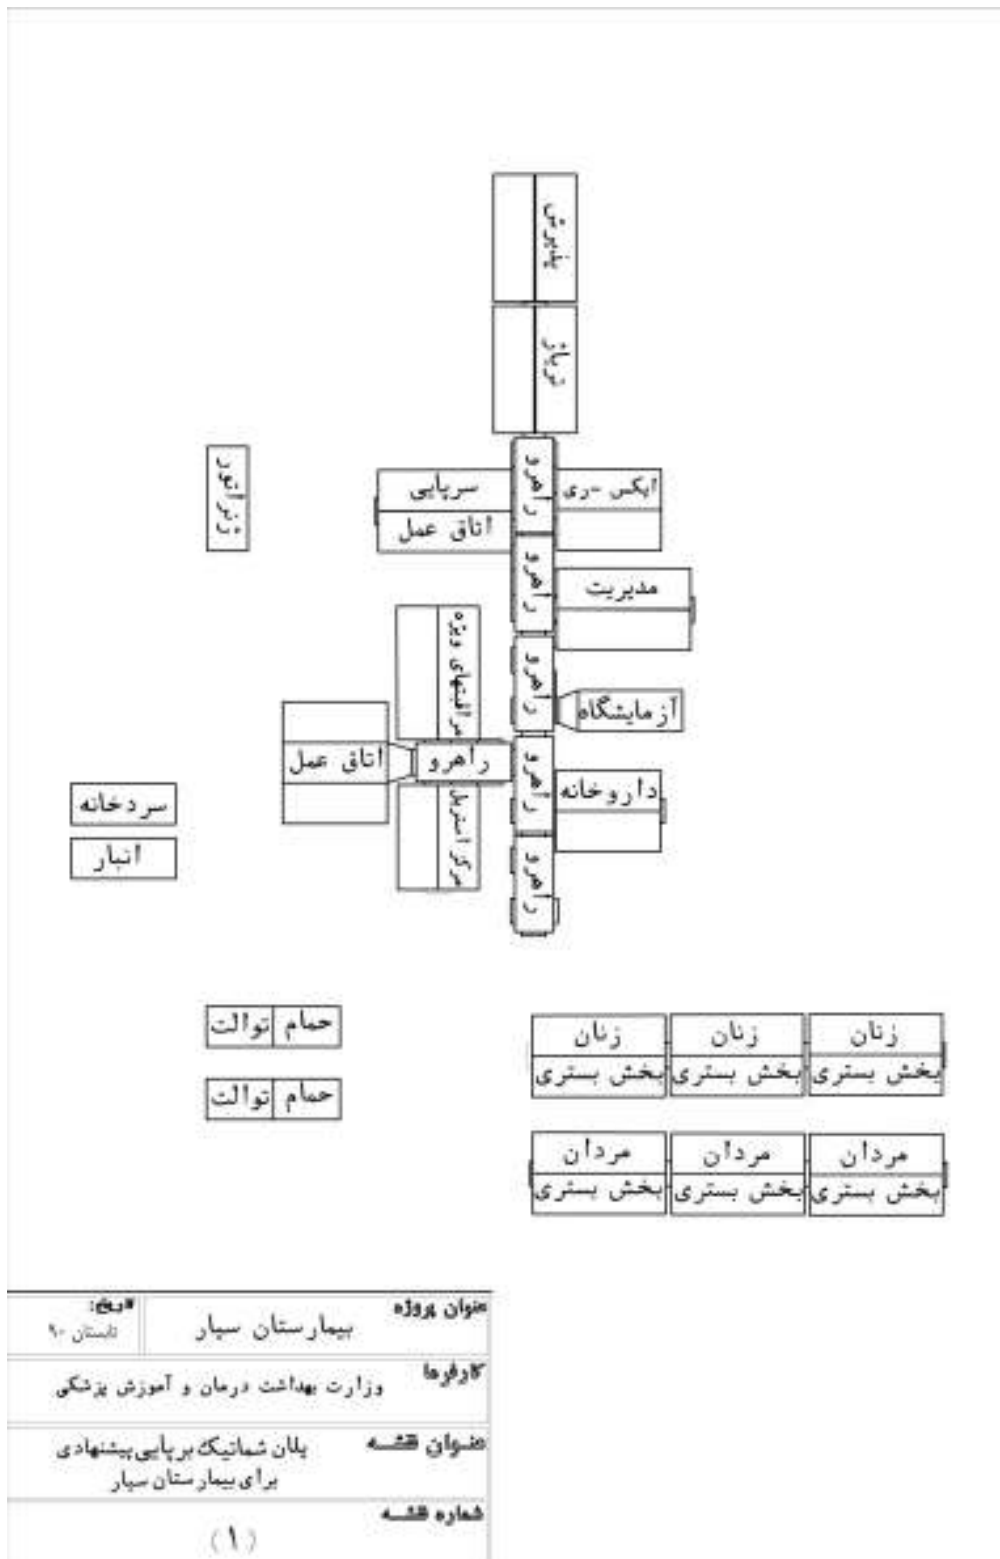 پذیرش
تریاژ
راهرو
ایکس -ری
سرپایی
اتاق عمل
ژنراتور
راهرو
مدیریت
مراقبتهای ویژه
راهرو
آزمایشگاه
اتاق عمل
راهرو
راهرو
داروخانه
سردخانه
انبار
مرکز استریل
راهرو
حمام
توالت
زنان
زنان
زنان
بخش بستری
بخش بستری
بخش بستری
حمام
توالت
مردان
مردان
مردان
بخش بستری
بخش بستری
بخش بستری
عنوان پروژه
بیمارستان سیار
تاریخ:
تابستان ۹۰
کارفرما
وزارت بهداشت درمان و آموزش پزشکی
عنوان نقشه
پلان شماتیک برپایی پیشنهادی
برای بیمارستان سیار
شماره نقشه
(۱)